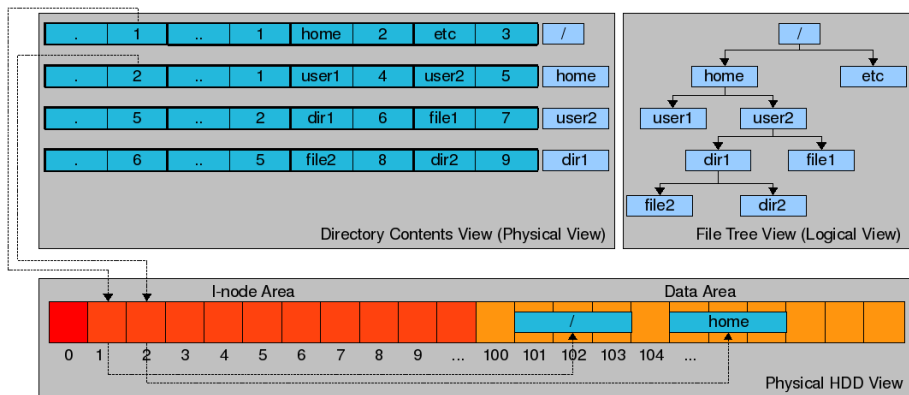 . 1 .. 1 home 2 etc 3 /
. 2 .. 1 user1 4 user2 5 home
. 5 .. 2 dir1 6 file1 7 user2
. 6 .. 5 file2 8 dir2 9 dir1
Directory Contents View (Physical View)
/
home etc
user1 user2
dir1 file1
file2 dir2
File Tree View (Logical View)
I-node Area Data Area
/ home
0 1 2 3 4 5 6 7 8 9 ... 100 101 102 103 104 ...
Physical HDD View